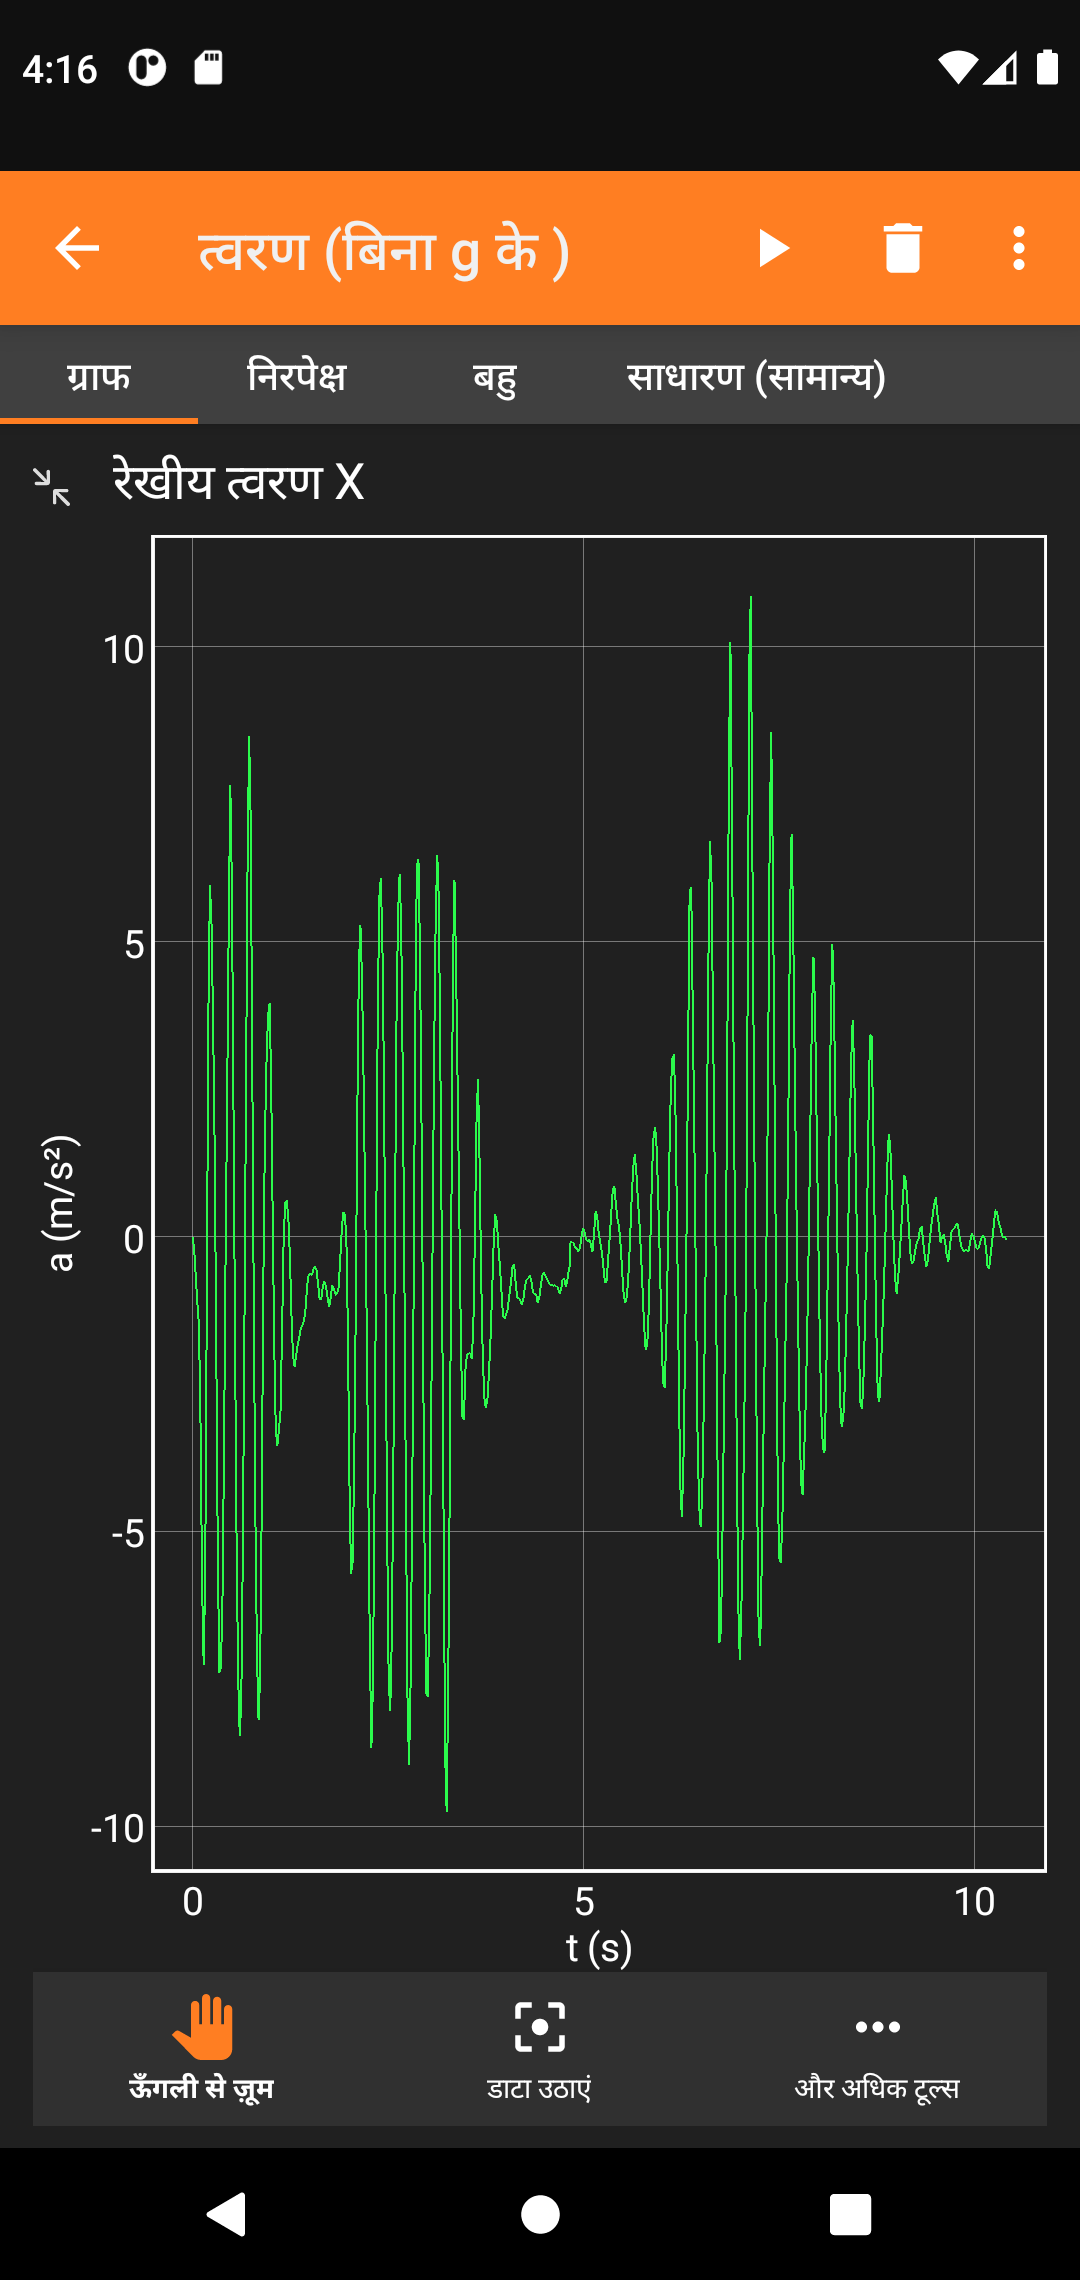 4:16
त्वरण (बिना g के )
ग्राफ निरपेक्ष बहु साधारण (सामान्य)
रेखीय त्वरण X
10
5
0
-5
-10
a (m/s²)
0 5 10
t (s)
ऊँगली से ज़ूम डाटा उठाएं और अधिक टूल्स